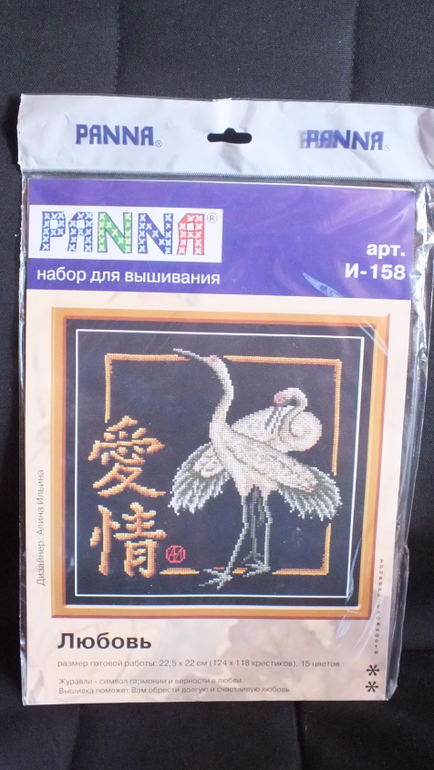 PANNA® PANNA®
PANNA®
набор для вышивания
арт.
И-158
愛
情
Дизайнер: Алина Ильина
Любовь
размер готовой работы: 22,5 x 22 см (124 x 118 крестиков), 15 цветов
Журавли - символ гармонии и верности в любви.
Вышивка поможет Вам обрести долгую и счастливую любовь.